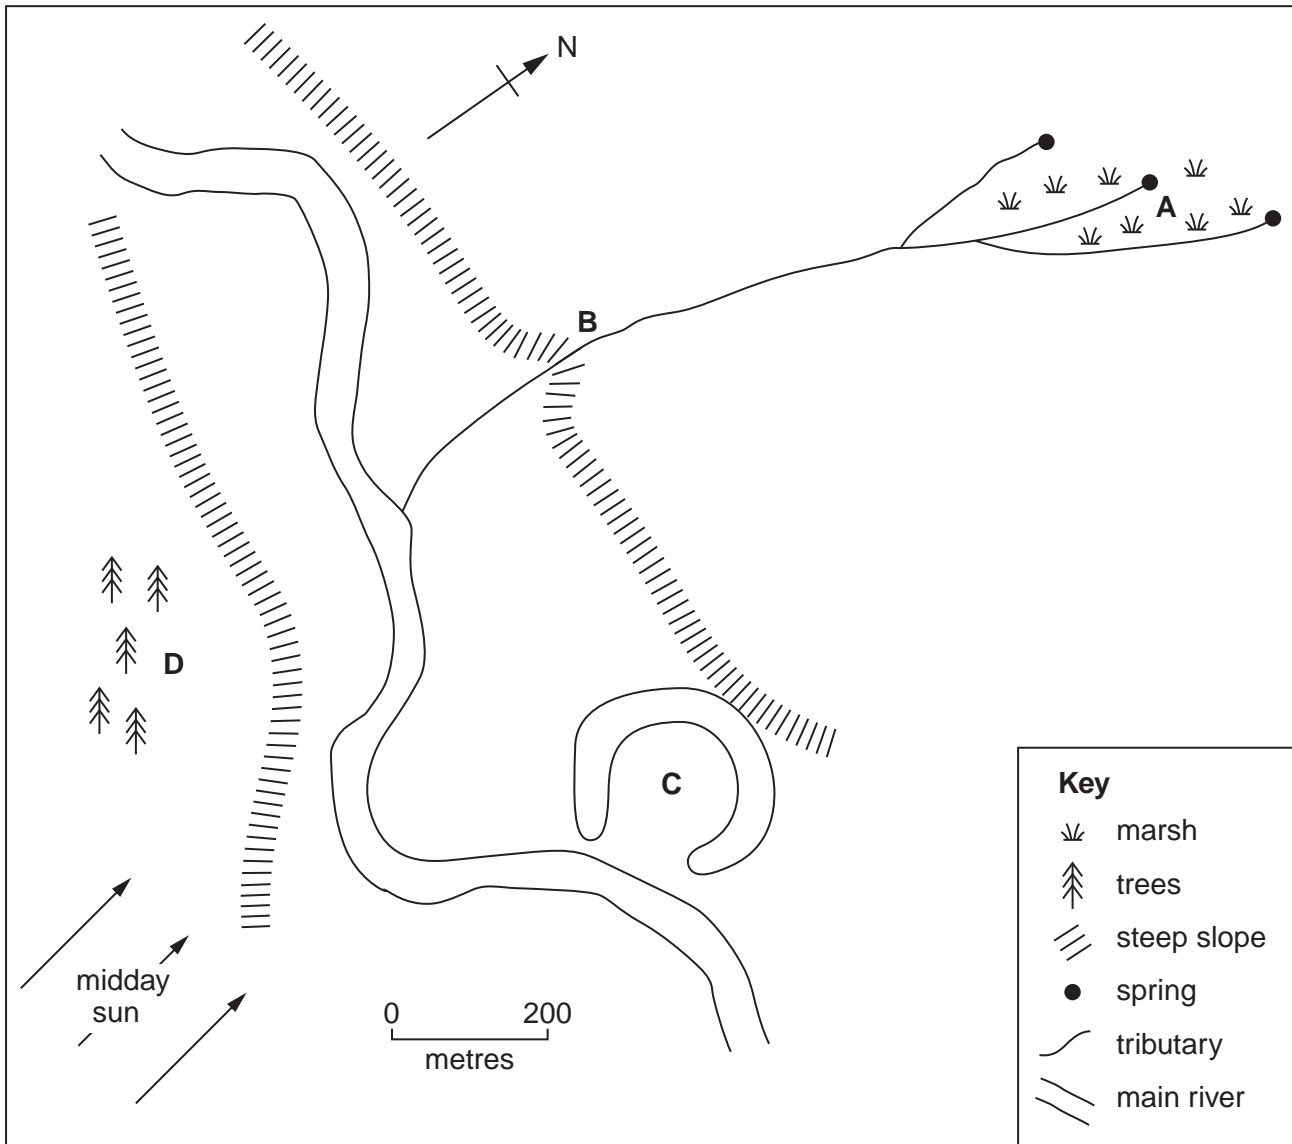 N
A
B
D
C
midday
sun
0 200
metres
Key
marsh
trees
steep slope
spring
tributary
main river